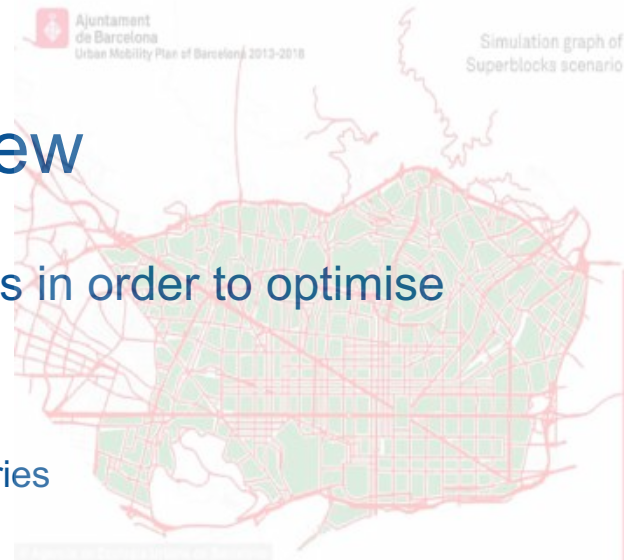 Ajuntament
de Barcelona
Urban Mobility Plan of Barcelona 2013-2018
Simulation graph of
Superblocks scenario
ew
s in order to optimise
ries